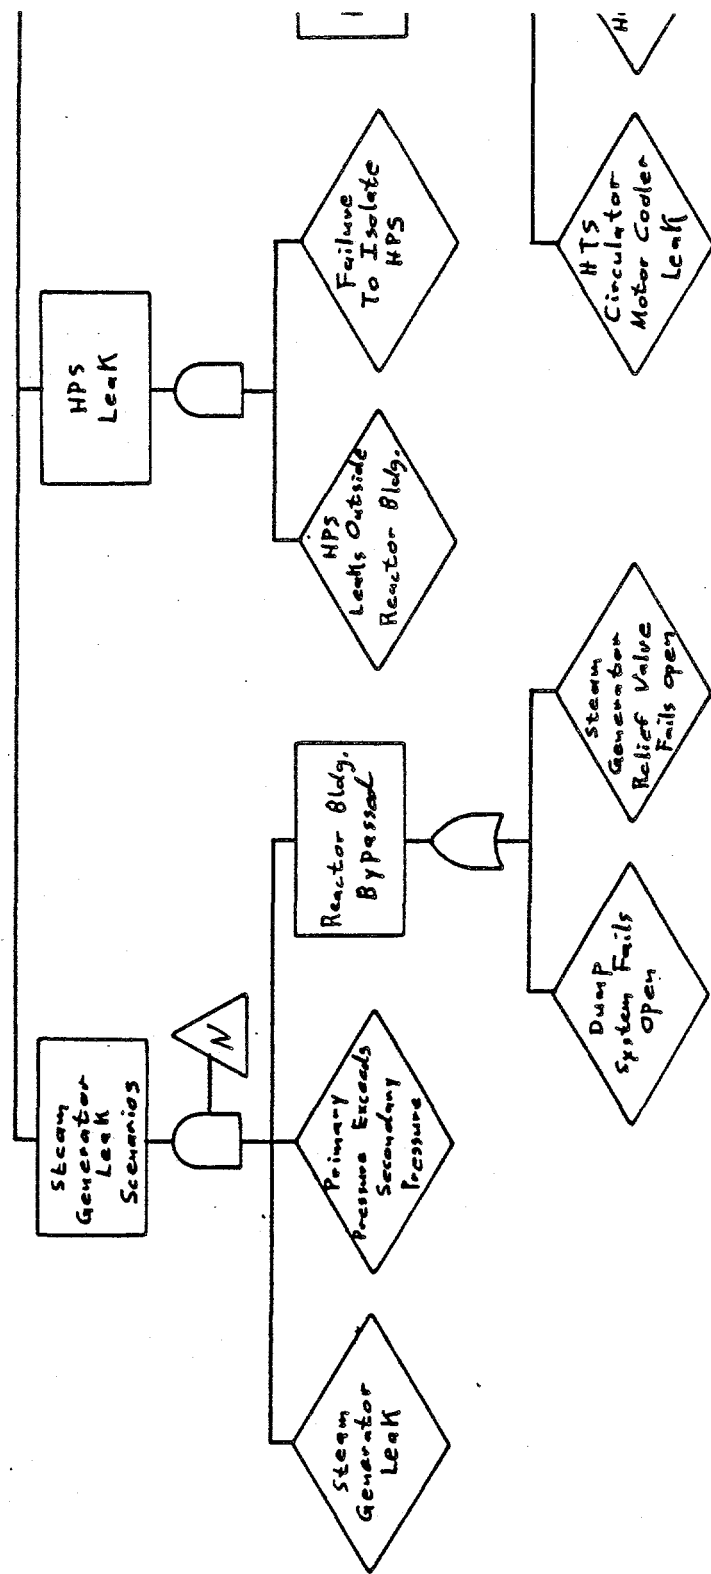 Steam
Generator
Leak
Scenarios
N
HPS
Leak
Steam
Generator
Leak
Primary
Pressure Exceeds
Secondary
Pressure
Reactor Bldg.
Bypassed
HPS
Leaks Outside
Reactor Bldg.
Failure
To Isolate
HPS
Dump
System Fails
Open
Steam
Generator
Relief Value
Fails Open
HTS
Circulator
Motor Cooler
Leak